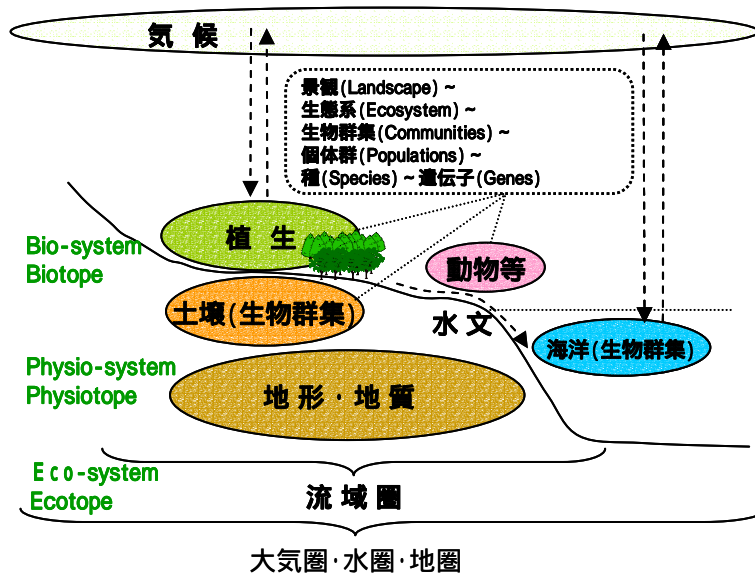 気 候
景観(Landscape) ~
生態系(Ecosystem) ~
生物群集(Communities) ~
個体群(Populations) ~
種(Species) ~ 遺伝子(Genes)
植 生
Bio-system
Biotope
動物等
土壌(生物群集)
水 文
海洋(生物群集)
Physio-system
Physiotope
地 形・地 質
Eco-system
Ecotope
流 域 圏
大気圏・水圏・地圏